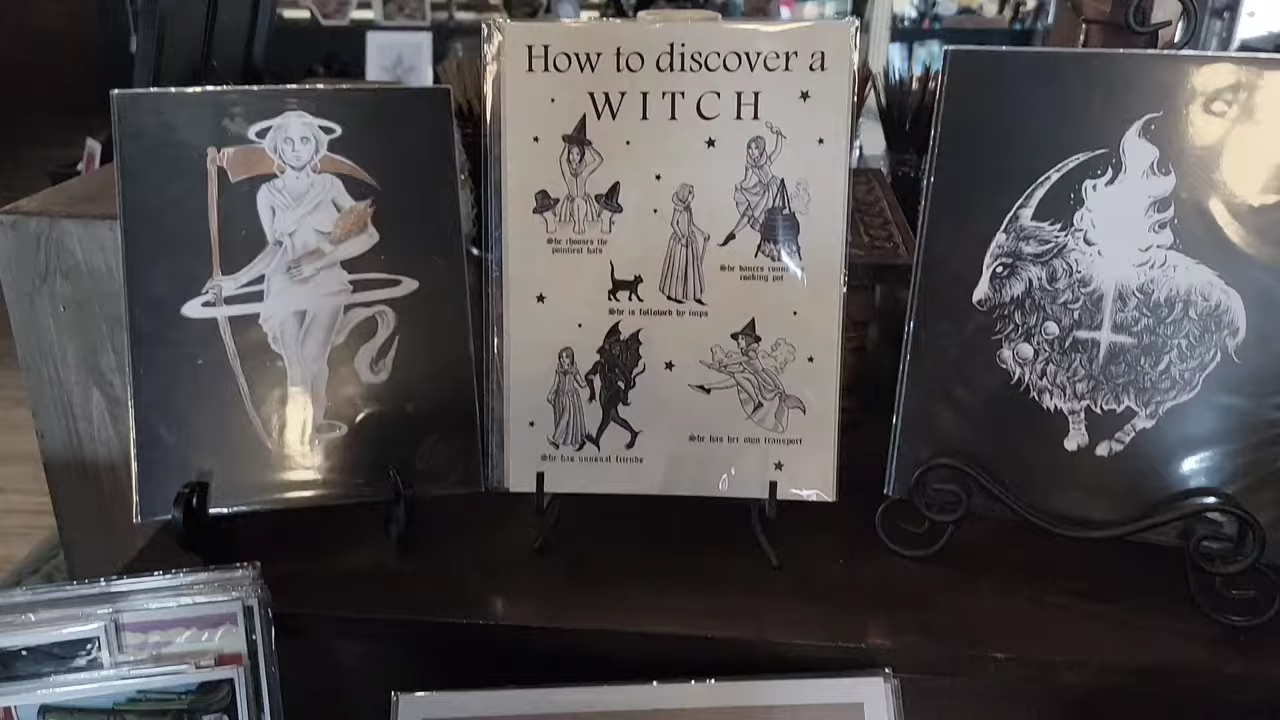 How to discover a
WITCH
She chooses the
pointiest hats
She dances
cooking pot
She is followed by imps
She has unusual friends
She has her own transport